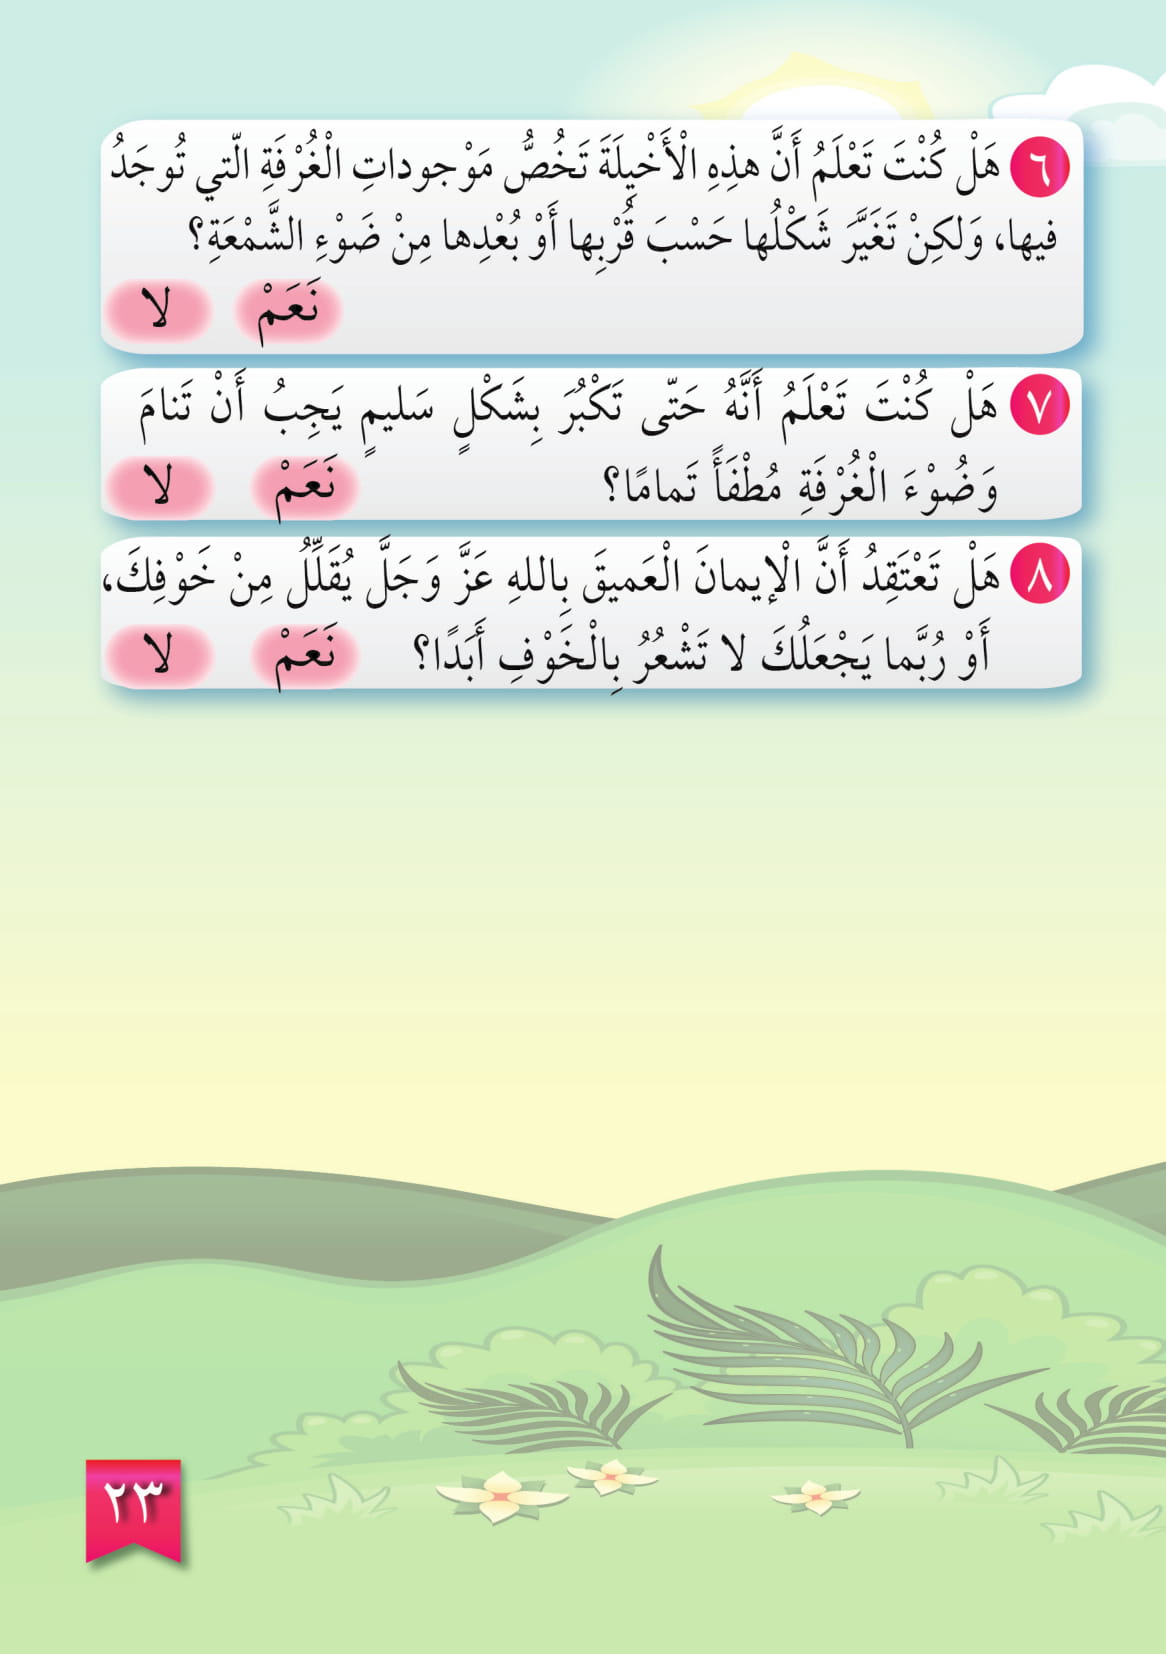 ٦ هَلْ كُنْتَ تَعْلَمُ أَنَّ هذِهِ الْأَخْيِلَةَ تَخُصُّ مَوْجوداتِ الْغُرْفَةِ الّتي تُوجَدُ
فيها، وَلكِنْ تَغَيَّرَ شَكْلُها حَسْبَ قُرْبِها أَوْ بُعْدِها مِنْ ضَوْءِ الشَّمْعَةِ؟
نَعَمْ لا
٧ هَلْ كُنْتَ تَعْلَمُ أَنَّهُ حَتّى تَكْبُرَ بِشَكْلٍ سَليمٍ يَجِبُ أَنْ تَنامَ
وَضُوْءَ الْغُرْفَةِ مُطْفَأً تَمامًا؟ نَعَمْ لا
٨ هَلْ تَعْتَقِدُ أَنَّ الْإيمانَ الْعَميقَ بِاللهِ عَزَّ وَجَلَّ يُقَلِّلُ مِنْ خَوْفِكَ،
أَوْ رُبَّما يَجْعَلُكَ لا تَشْعُرُ بِالْخَوْفِ أَبَدًا؟ نَعَمْ لا
٢٣